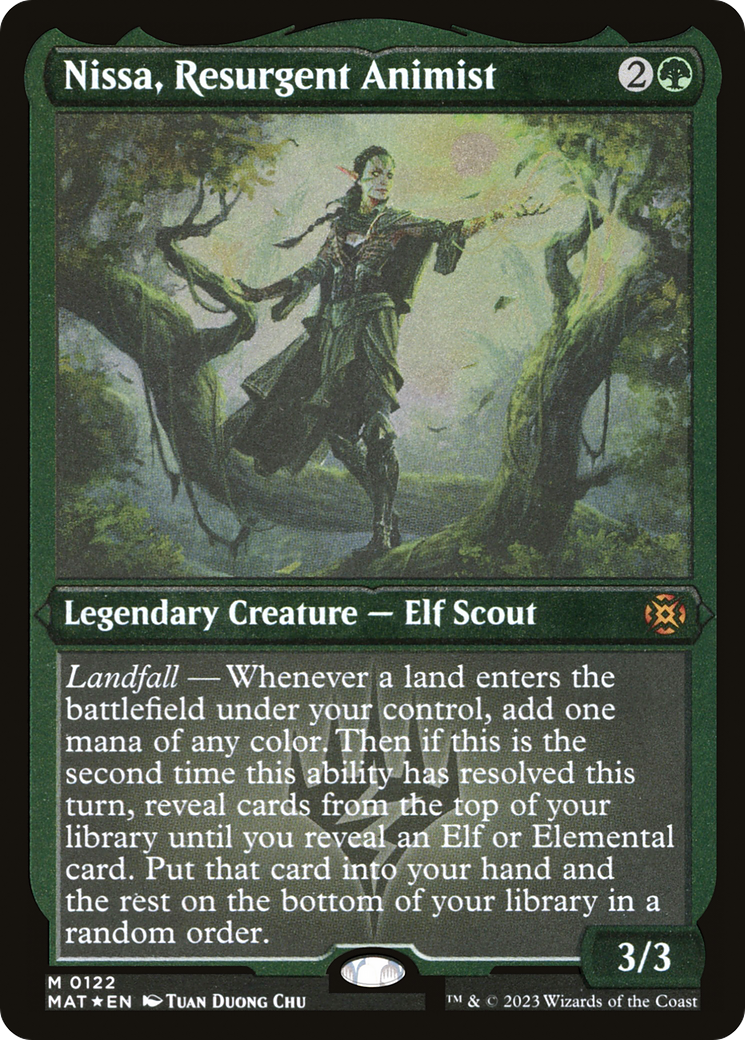 Nissa, Resurgent Animist 2
Legendary Creature — Elf Scout
Landfall — Whenever a land enters the
battlefield under your control, add one
mana of any color. Then if this is the
second time this ability has resolved this
turn, reveal cards from the top of your
library until you reveal an Elf or Elemental
card. Put that card into your hand and
the rest on the bottom of your library in a
random order.
3/3
M 0122
MAT★EN Tuan Duong Chu
™ & © 2023 Wizards of the Coast